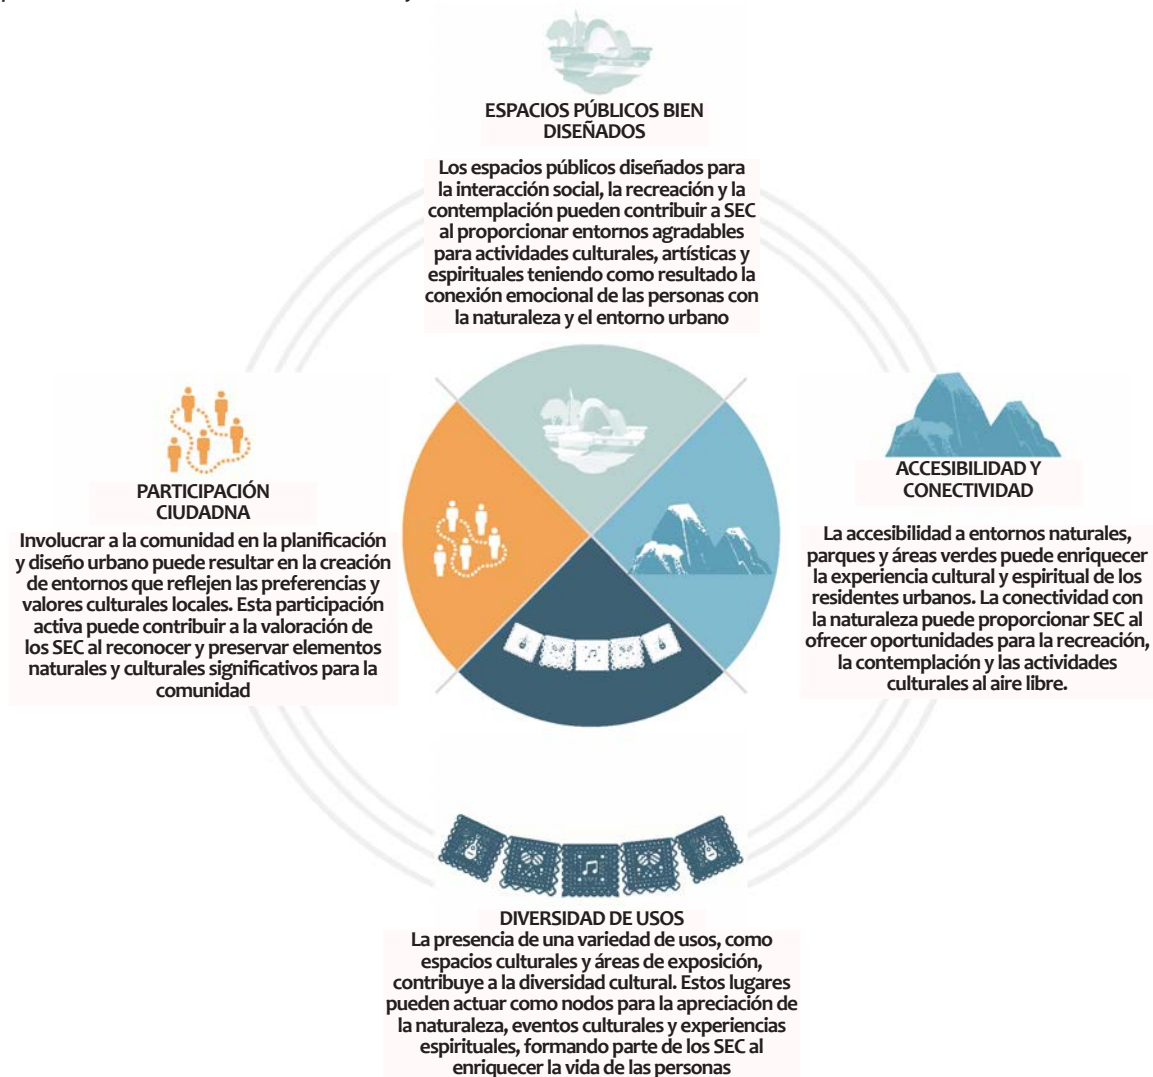 ESPACIOS PÚBLICOS BIEN
DISEÑADOS
Los espacios públicos diseñados para
la interacción social, la recreación y la
contemplación pueden contribuir a SEC
al proporcionar entornos agradables
para actividades culturales, artísticas y
espirituales teniendo como resultado la
conexión emocional de las personas con
la naturaleza y el entorno urbano
PARTICIPACIÓN
CIUDADNA
Involucrar a la comunidad en la planificación
y diseño urbano puede resultar en la creación
de entornos que reflejen las preferencias y
valores culturales locales. Esta participación
activa puede contribuir a la valoración de
los SEC al reconocer y preservar elementos
naturales y culturales significativos para la
comunidad
ACCESIBILIDAD Y
CONECTIVIDAD
La accesibilidad a entornos naturales,
parques y áreas verdes puede enriquecer
la experiencia cultural y espiritual de los
residentes urbanos. La conectividad con
la naturaleza puede proporcionar SEC al
ofrecer oportunidades para la recreación,
la contemplación y las actividades
culturales al aire libre.
DIVERSIDAD DE USOS
La presencia de una variedad de usos, como
espacios culturales y áreas de exposición,
contribuye a la diversidad cultural. Estos lugares
pueden actuar como nodos para la apreciación de
la naturaleza, eventos culturales y experiencias
espirituales, formando parte de los SEC al
enriquecer la vida de las personas